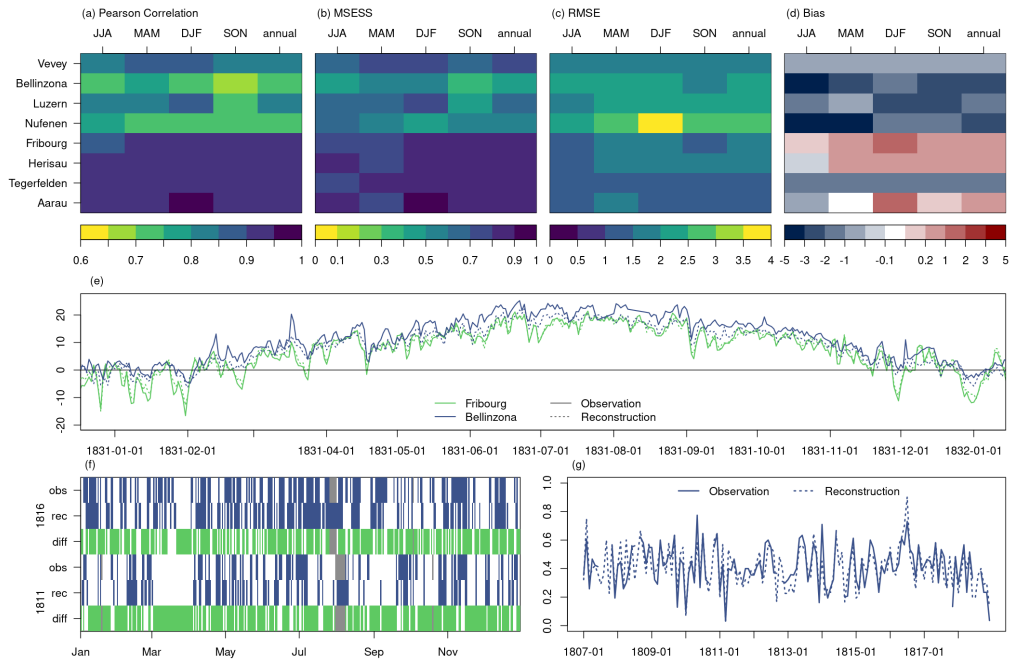 (a) Pearson Correlation
(b) MSESS
(c) RMSE
(d) Bias
JJA MAM DJF SON annual
JJA MAM DJF SON annual
JJA MAM DJF SON annual
JJA MAM DJF SON annual
Vevey
Bellinzona
Luzern
Nufenen
Fribourg
Herisau
Tegerfelden
Aarau
0.6 0.7 0.8 0.9 1
0 0.1 0.3 0.5 0.7 0.9 1
0 0.5 1 1.5 2 2.5 3 3.5 4
-5 -3 -2 -1 -0.1 0.2 1 2 3 5
(e)
20
10
0
-10
-20
Fribourg
Bellinzona
Observation
Reconstruction
1831-01-01 1831-02-01 1831-04-01 1831-05-01 1831-06-01 1831-07-01 1831-08-01 1831-09-01 1831-10-01 1831-11-01 1831-12-01 1832-01-01
(f)
1816
obs
rec
diff
1811
obs
rec
diff
Jan Mar May Jul Sep Nov
(g)
Observation
Reconstruction
1.0
0.8
0.6
0.4
0.2
0.0
1807-01 1809-01 1811-01 1813-01 1815-01 1817-01